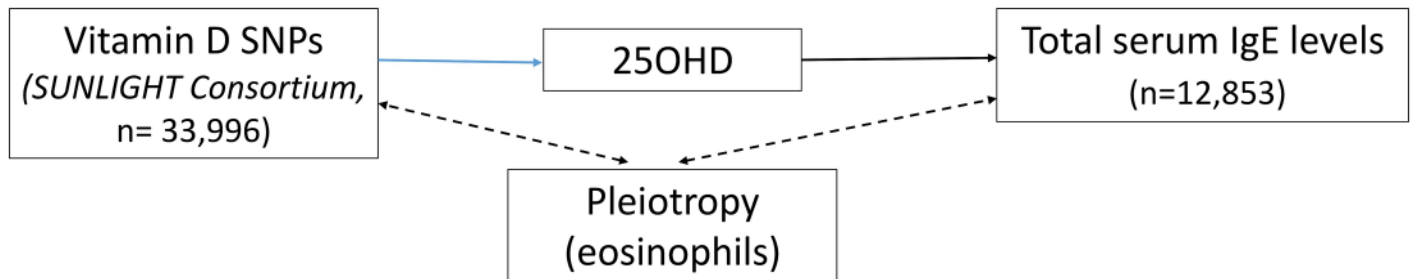 Vitamin D SNPs
(SUNLIGHT Consortium,
n= 33,996)
25OHD
Total serum IgE levels
(n=12,853)
Pleiotropy
(eosinophils)